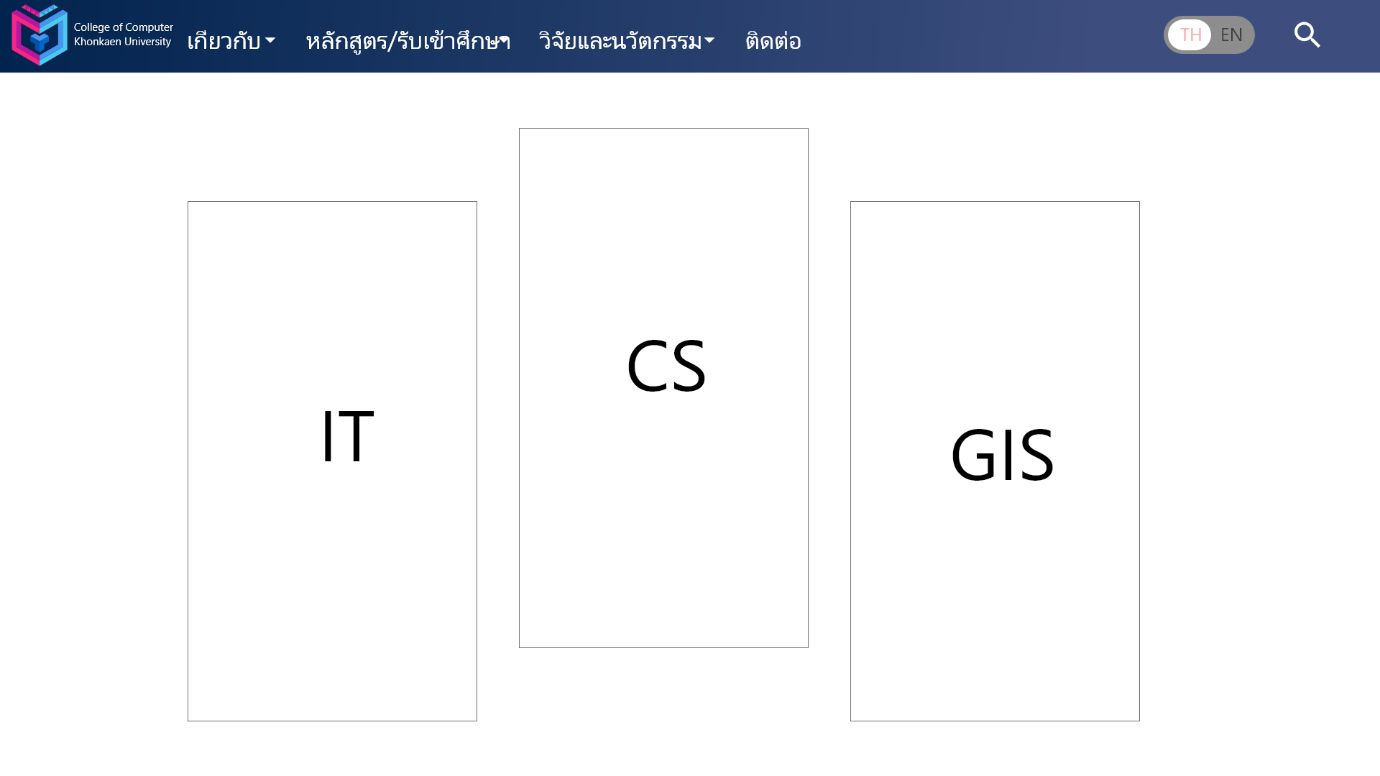 College of Computer
Khonkaen University
เกี่ยวกับ หลักสูตร/รับเข้าศึกษา วิจัยและนวัตกรรม ติดต่อ TH EN
CS
IT
GIS